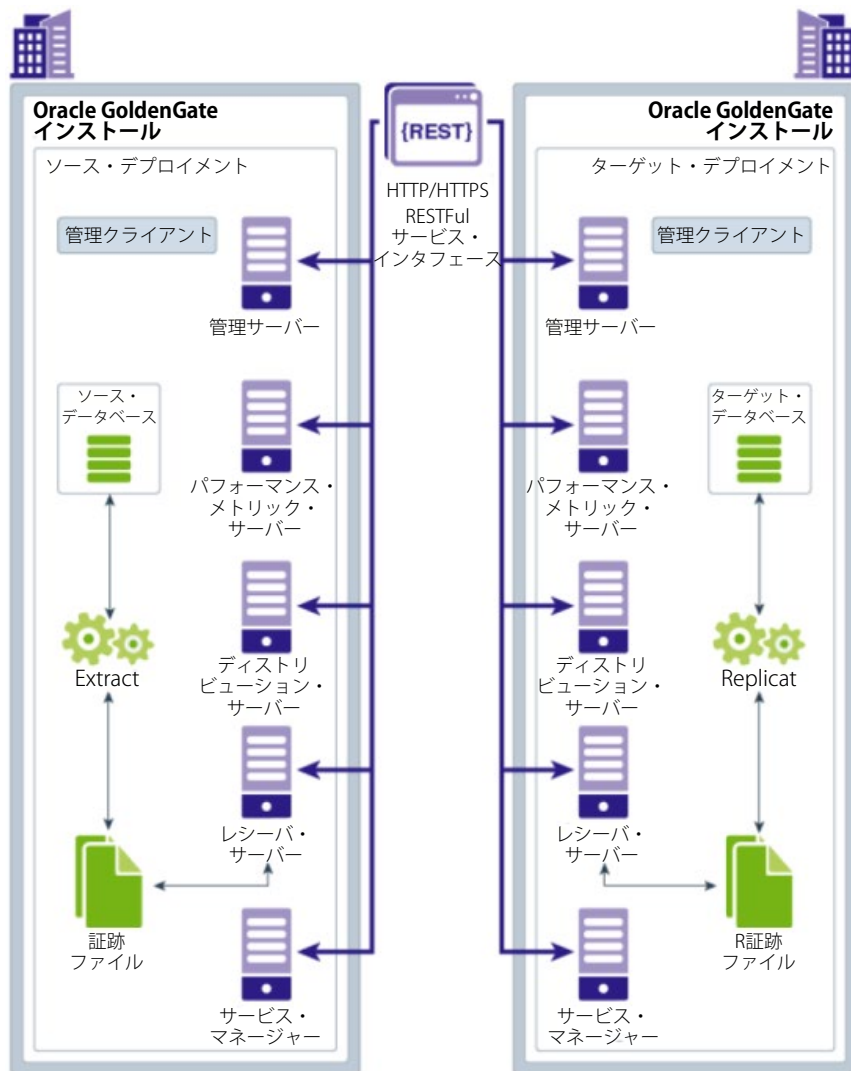 Oracle GoldenGate
インストール
ソース・デプロイメント
管理クライアント
管理サーバー
ソース・
データベース
パフォーマンス・
メトリック・
サーバー
Extract
ディストリ
ビューション・
サーバー
レシーバ・
サーバー
証跡
ファイル
サービス・
マネージャー
{REST}
HTTP/HTTPS
RESTFul
サービス・
インタフェース
Oracle GoldenGate
インストール
ターゲット・デプロイメント
管理クライアント
管理サーバー
ターゲット・
データベース
パフォーマンス・
メトリック・
サーバー
ディストリ
ビューション・
サーバー
Replicat
レシーバ・
サーバー
R証跡
ファイル
サービス・
マネージャー